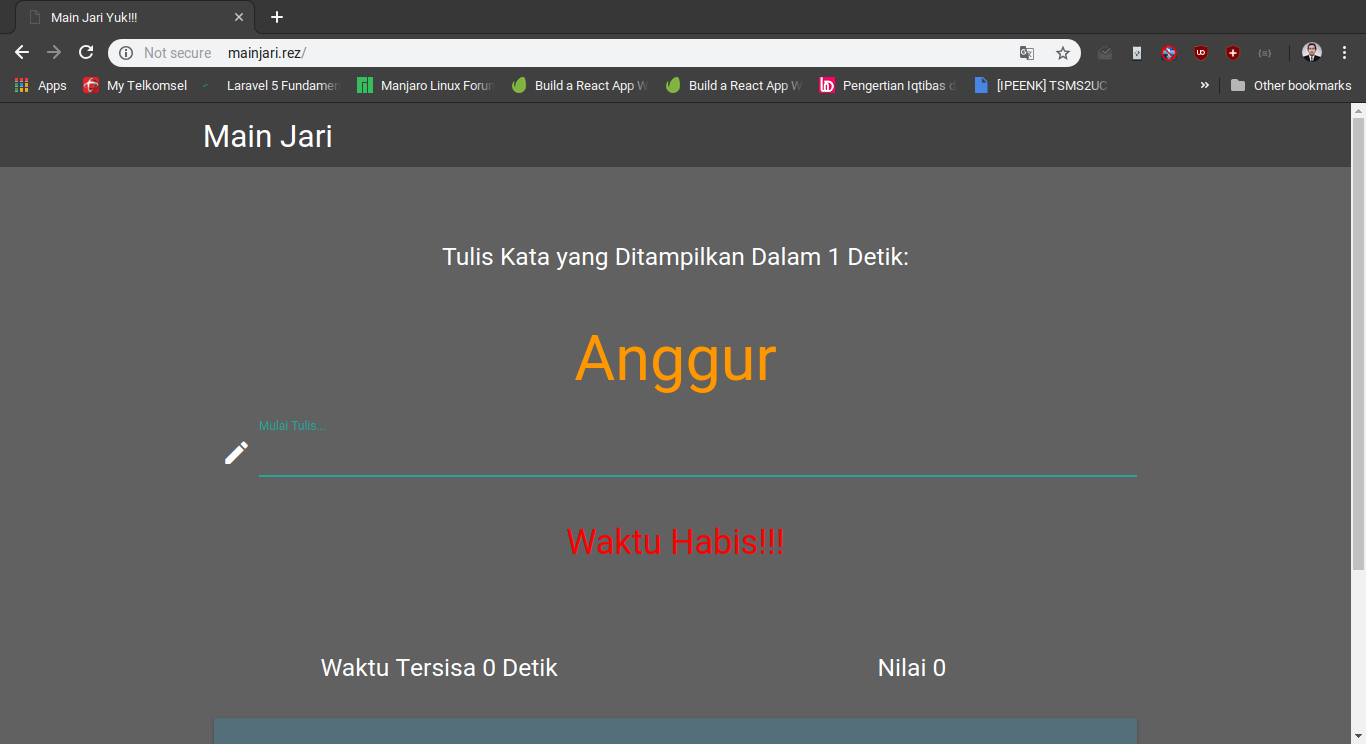 Main Jari Yuk!!!
Not secure mainjari.rez/
Apps My Telkomsel Laravel 5 Fundamen Manjaro Linux Forun Build a React App W Build a React App W Pengertian Iqtibas d [IPEENK] TSMS2UC » Other bookmarks
Main Jari
Tulis Kata yang Ditampilkan Dalam 1 Detik:
Anggur
Mulai Tulis...
Waktu Habis!!!
Waktu Tersisa 0 Detik Nilai 0